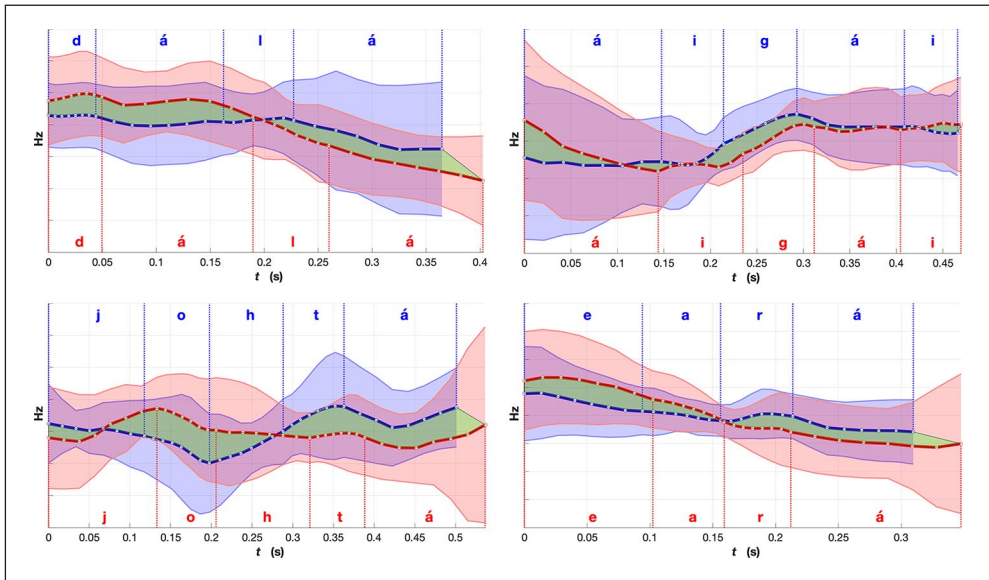 d á l á
Hz
d á l á
0 0.05 0.1 0.15 0.2 0.25 0.3 0.35 0.4
t (s)
á i g á i
Hz
á i g á i
0 0.05 0.1 0.15 0.2 0.25 0.3 0.35 0.4 0.45
t (s)
j o h t á
Hz
j o h t á
0 0.05 0.1 0.15 0.2 0.25 0.3 0.35 0.4 0.45 0.5
t (s)
e a r á
Hz
e a r á
0 0.05 0.1 0.15 0.2 0.25 0.3
t (s)